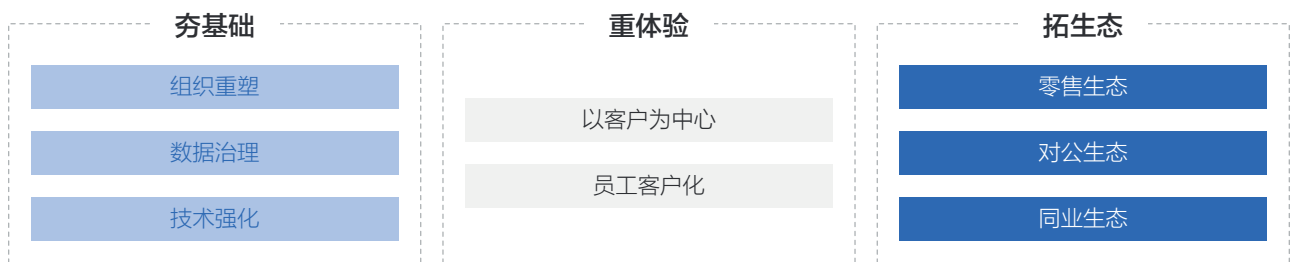 夯基础
组织重塑
数据治理
技术强化
重体验
以客户为中心
员工客户化
拓生态
零售生态
对公生态
同业生态